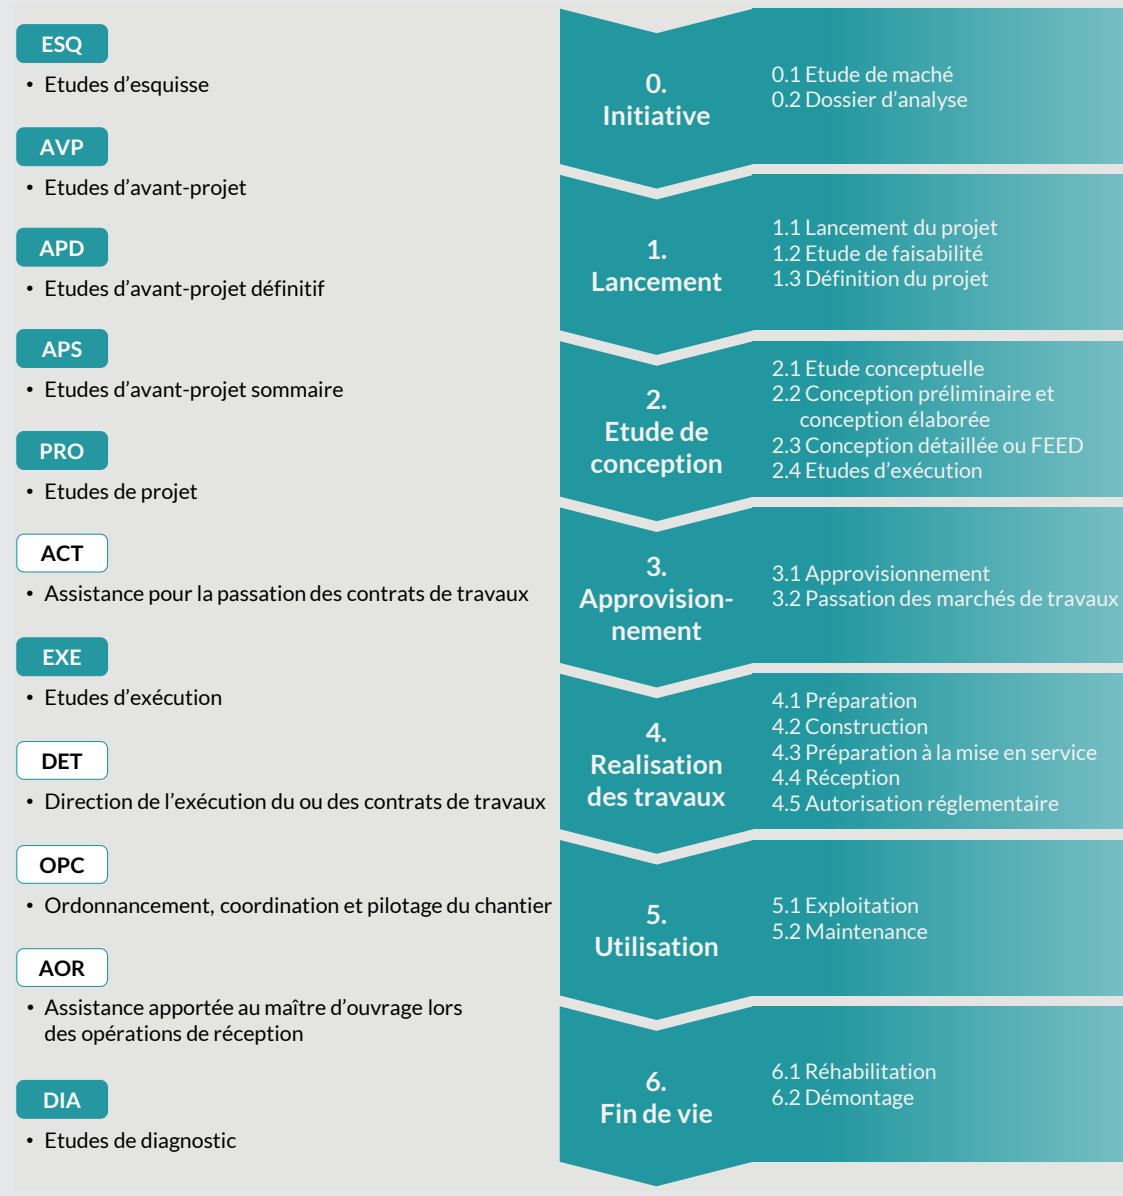 ESQ
• Etudes d’esquisse
AVP
• Etudes d’avant-projet
APD
• Etudes d’avant-projet définitif
APS
• Etudes d’avant-projet sommaire
PRO
• Etudes de projet
ACT
• Assistance pour la passation des contrats de travaux
EXE
• Etudes d’exécution
DET
• Direction de l’exécution du ou des contrats de travaux
OPC
• Ordonnancement, coordination et pilotage du chantier
AOR
• Assistance apportée au maître d’ouvrage lors
des opérations de réception
DIA
• Etudes de diagnostic
0.
Initiative
0.1 Etude de maché
0.2 Dossier d’analyse
1.
Lancement
1.1 Lancement du projet
1.2 Etude de faisabilité
1.3 Définition du projet
2.
Etude de
conception
2.1 Etude conceptuelle
2.2 Conception préliminaire et
conception élaborée
2.3 Conception détaillée ou FEED
2.4 Etudes d’exécution
3.
Approvision-
nement
3.1 Approvisionnement
3.2 Passation des marchés de travaux
4.
Realisation
des travaux
4.1 Préparation
4.2 Construction
4.3 Préparation à la mise en service
4.4 Réception
4.5 Autorisation réglementaire
5.
Utilisation
5.1 Exploitation
5.2 Maintenance
6.
Fin de vie
6.1 Réhabilitation
6.2 Démontage